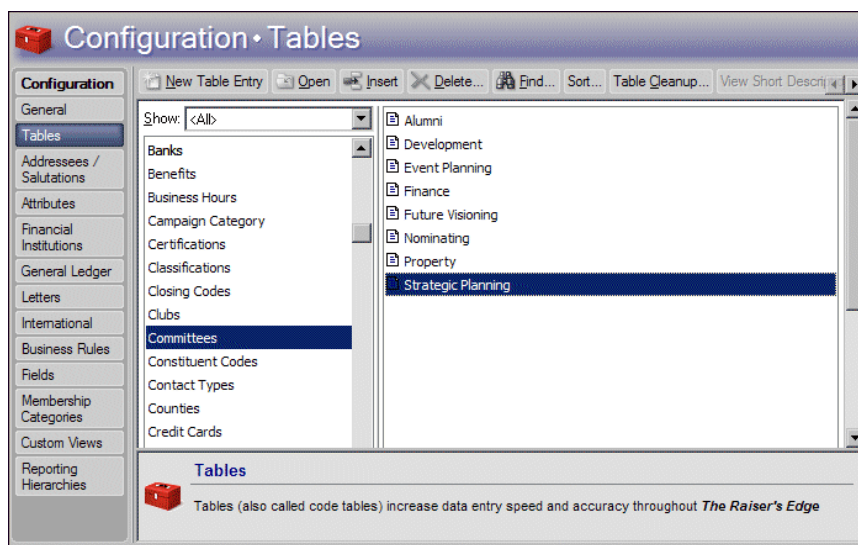 Configuration • Tables
Configuration
General
Tables
Addressees /
Salutations
Attributes
Financial
Institutions
General Ledger
Letters
International
Business Rules
Fields
Membership
Categories
Custom Views
Reporting
Hierarchies
New Table Entry Open Insert Delete... Find... Sort... Table Cleanup... View Short
Show: <All>
Banks
Benefits
Business Hours
Campaign Category
Certifications
Classifications
Closing Codes
Clubs
Committees
Constituent Codes
Contact Types
Counties
Credit Cards
Alumni
Development
Event Planning
Finance
Future Visioning
Nominating
Property
Strategic Planning
Tables
Tables (also called code tables) increase data entry speed and accuracy throughout The Raiser's Edge